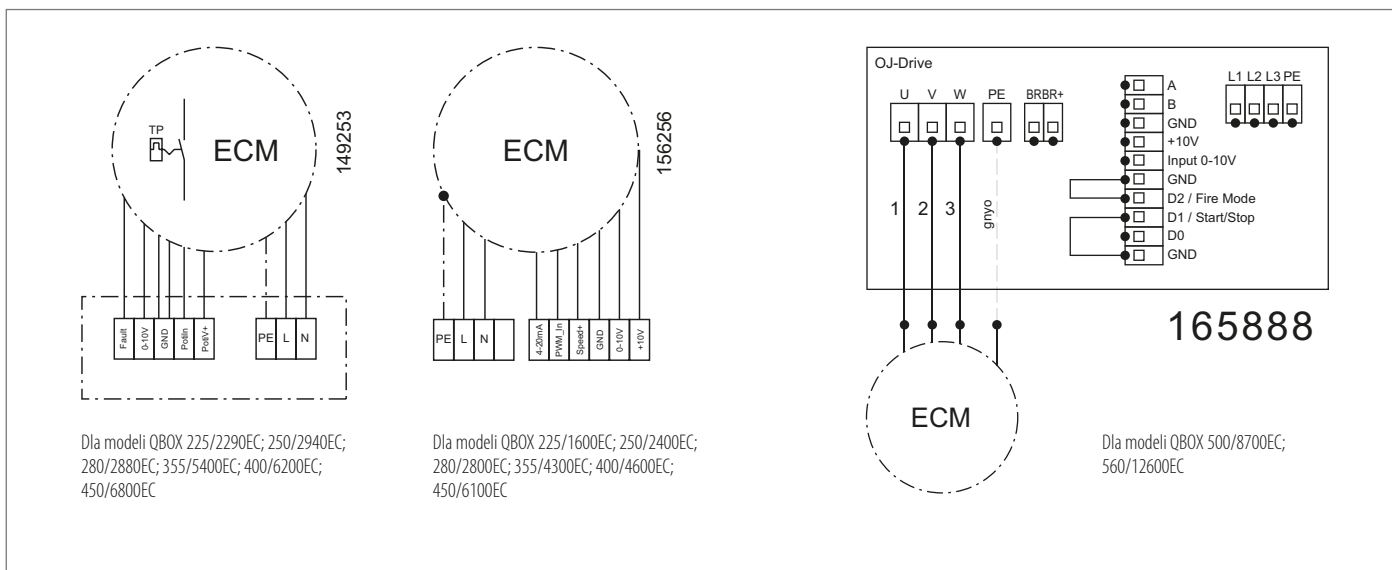 TP
ECM
149253
Fault
0-10V
GND
PotiIn
PotiV+
PE L N
Dla modeli QBOX 225/2290EC; 250/2940EC;
280/2880EC; 355/5400EC; 400/6200EC;
450/6800EC
ECM
156256
PE L N
4-20mA
PWM_In
Speed+
GND
0-10V
+10V
Dla modeli QBOX 225/1600EC; 250/2400EC;
280/2800EC; 355/4300EC; 400/4600EC;
450/6100EC
OJ-Drive
U V W PE BR BR+
A
B
GND
+10V
Input 0-10V
GND
D2 / Fire Mode
D1 / Start/Stop
D0
GND
L1 L2 L3 PE
1 2 3 gnyo
165888
ECM
Dla modeli QBOX 500/8700EC;
560/12600EC